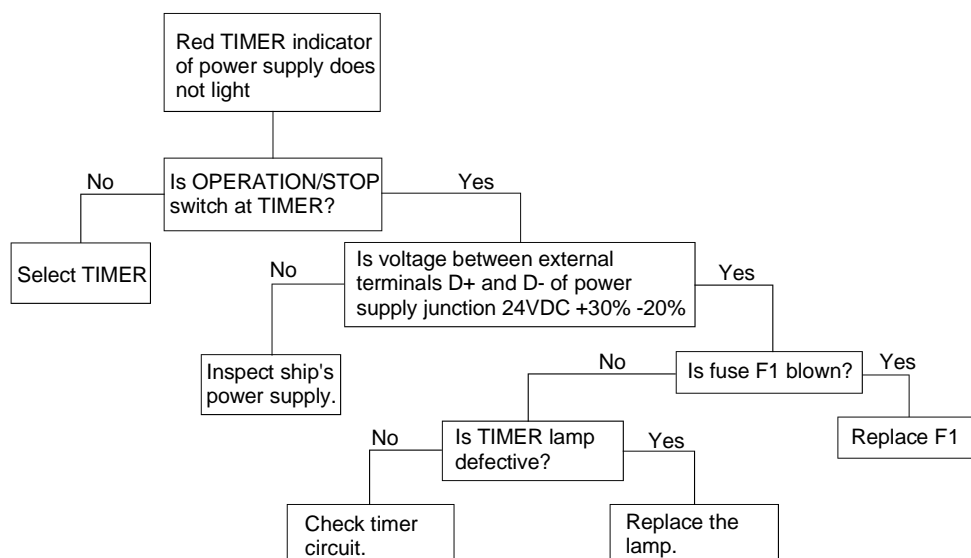 Red TIMER indicator
of power supply does
not light
No
Is OPERATION/STOP
switch at TIMER?
Yes
Select TIMER
No
Is voltage between external
terminals D+ and D- of power
supply junction 24VDC +30% -20%
Yes
Inspect ship's
power supply.
No
Is fuse F1 blown?
Yes
Replace F1
No
Is TIMER lamp
defective?
Yes
Check timer
circuit.
Replace the
lamp.